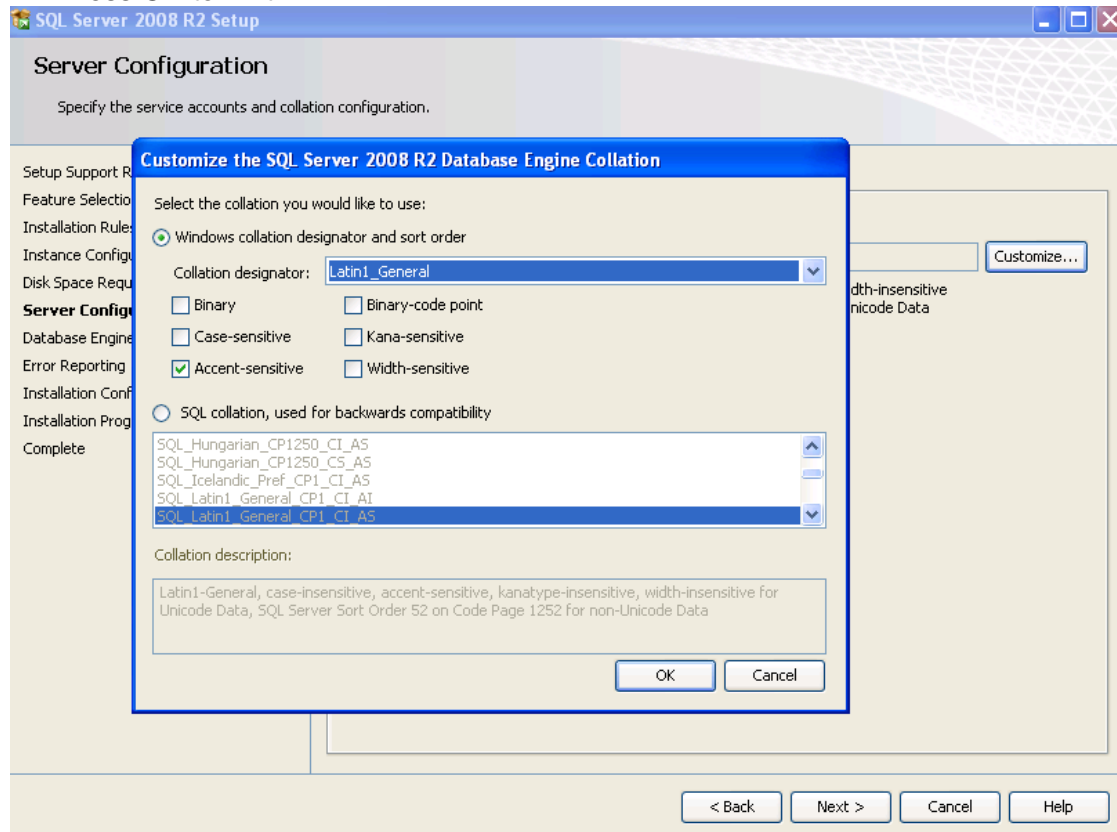 SQL Server 2008 R2 Setup
Server Configuration
Specify the service accounts and collation configuration.
Setup Support R
Feature Selectio
Installation Rule
Instance Config
Disk Space Requ
Server Config
Database Engine
Error Reporting
Installation Conf
Installation Prog
Complete
Customize the SQL Server 2008 R2 Database Engine Collation
Select the collation you would like to use:
Windows collation designator and sort order
Collation designator: Latin1_General
Binary Binary-code point
Case-sensitive Kana-sensitive
Accent-sensitive Width-sensitive
SQL collation, used for backwards compatibility
SQL_Hungarian_CP1250_CI_AS
SQL_Hungarian_CP1250_CS_AS
SQL_Icelandic_Pref_CP1_CI_AS
SQL_Latin1_General_CP1_CI_AI
SQL_Latin1_General_CP1_CI_AS
Collation description:
Latin1-General, case-insensitive, accent-sensitive, kanatype-insensitive, width-insensitive for
Unicode Data, SQL Server Sort Order 52 on Code Page 1252 for non-Unicode Data
OK Cancel
Customize...
dth-insensitive
nicode Data
< Back Next > Cancel Help